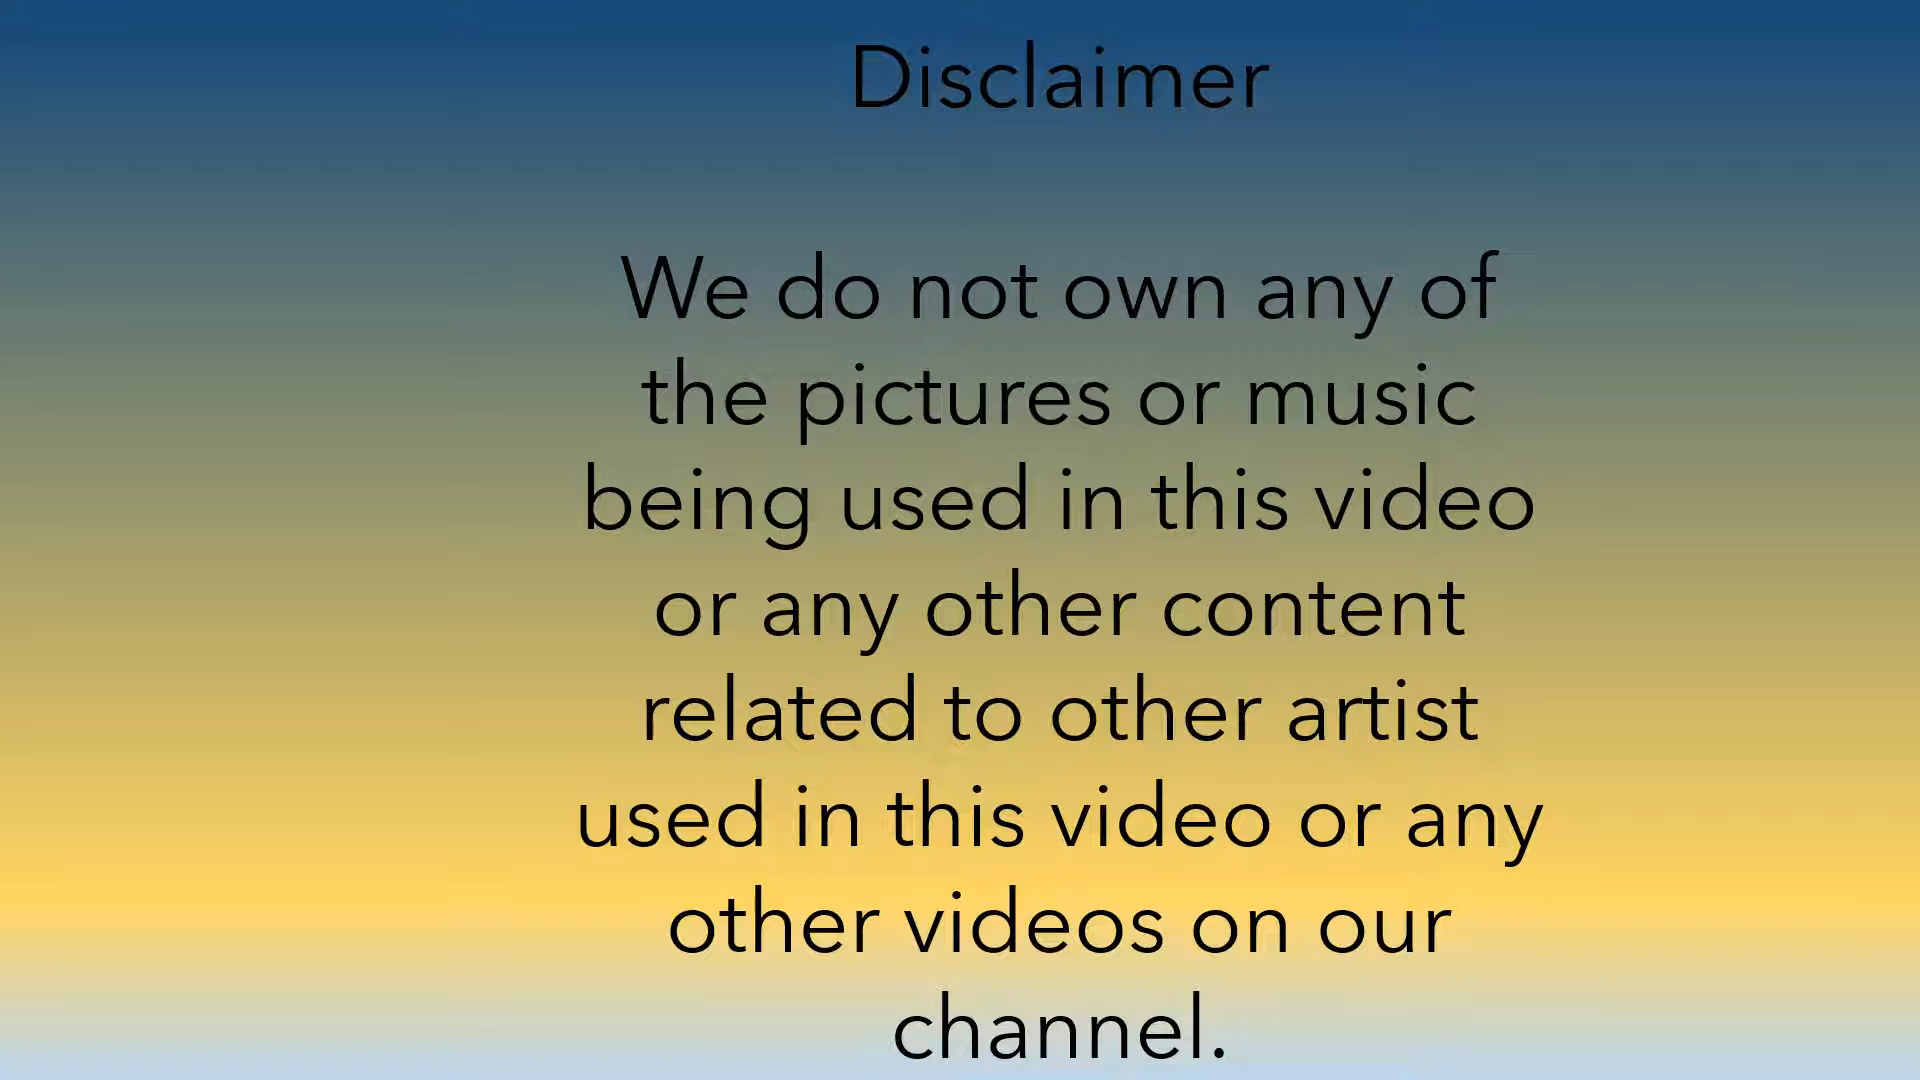 Disclaimer
We do not own any of
the pictures or music
being used in this video
or any other content
related to other artist
used in this video or any
other videos on our
channel.